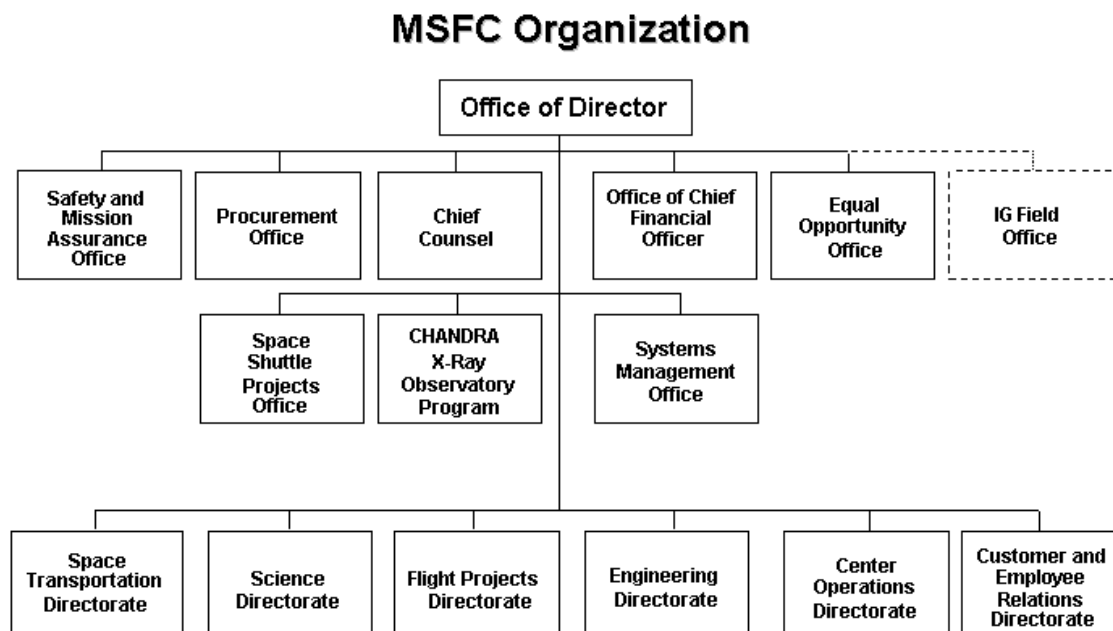 MSFC Organization
Office of Director
Safety and
Mission
Assurance
Office
Procurement
Office
Chief
Counsel
Office of Chief
Financial
Officer
Equal
Opportunity
Office
IG Field
Office
Space
Shuttle
Projects
Office
CHANDRA
X-Ray
Observatory
Program
Systems
Management
Office
Space
Transportation
Directorate
Science
Directorate
Flight Projects
Directorate
Engineering
Directorate
Center
Operations
Directorate
Customer and
Employee
Relations
Directorate